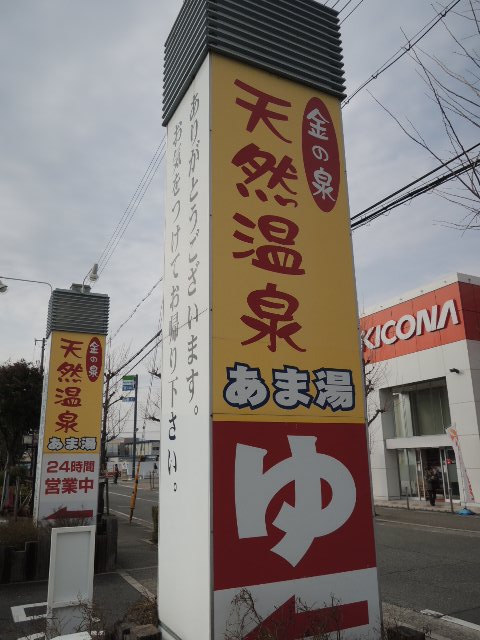 金の泉
天然温泉
あま湯
ゆ
ありがとうございます。
お気をつけてお帰り下さい。
KICONA
金の泉
天然温泉
あま湯
24時間
営業中